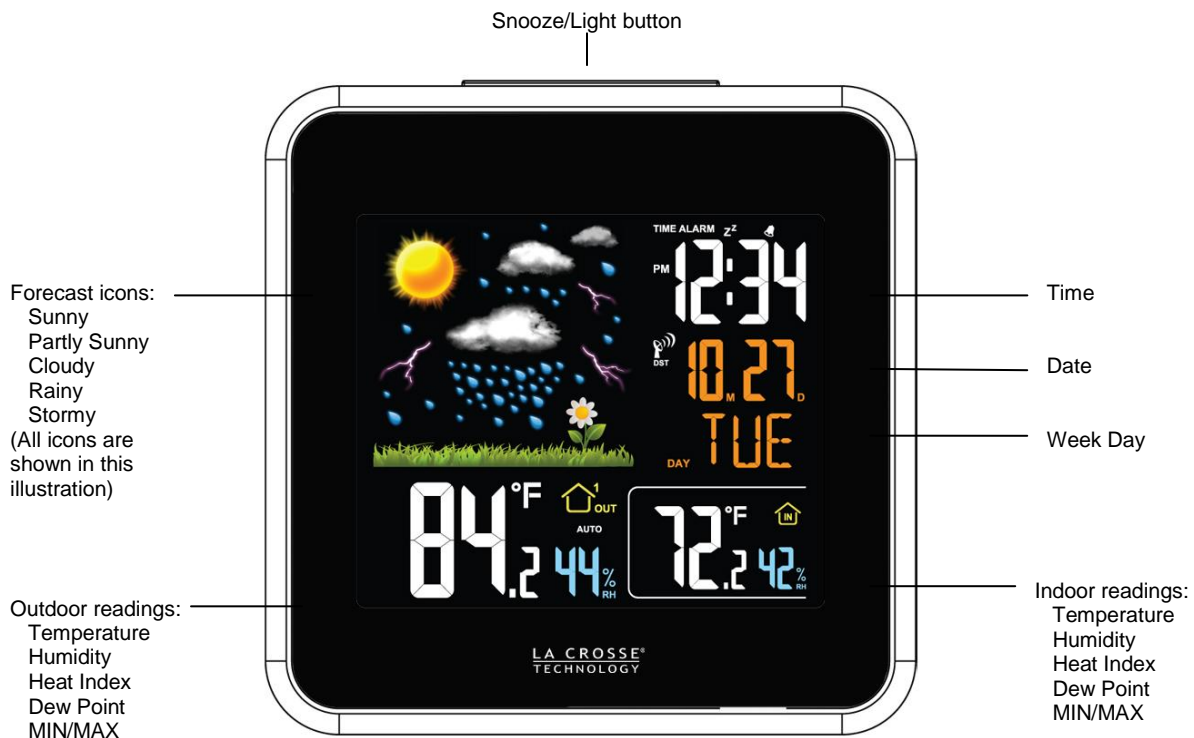 Snooze/Light button
Forecast icons:
Sunny
Partly Sunny
Cloudy
Rainy
Stormy
(All icons are
shown in this
illustration)
Outdoor readings:
Temperature
Humidity
Heat Index
Dew Point
MIN/MAX
TIME ALARM Zz
PM 12:34
DST 10.M 27.D
DAY TUE
84.2 °F 1 OUT
AUTO
44% RH
72.2 °F IN
42% RH
LA CROSSE®
TECHNOLOGY
Time
Date
Week Day
Indoor readings:
Temperature
Humidity
Heat Index
Dew Point
MIN/MAX